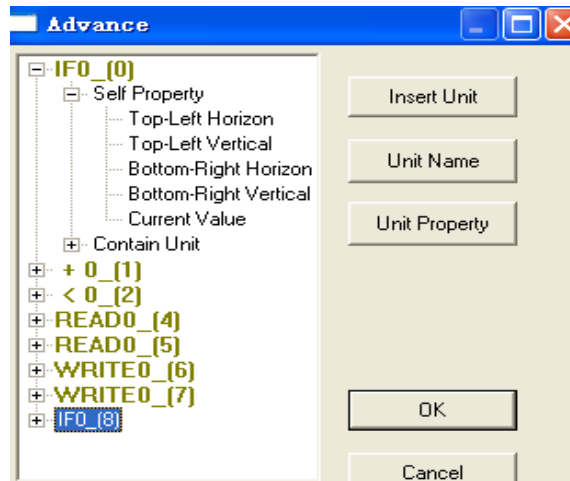 Advance
IF0_(0)
Self Property
Top-Left Horizon
Top-Left Vertical
Bottom-Right Horizon
Bottom-Right Vertical
Current Value
Contain Unit
+ 0_(1)
< 0_(2)
READ0_(4)
READ0_(5)
WRITE0_(6)
WRITE0_(7)
IF0_(8)
Insert Unit
Unit Name
Unit Property
OK
Cancel